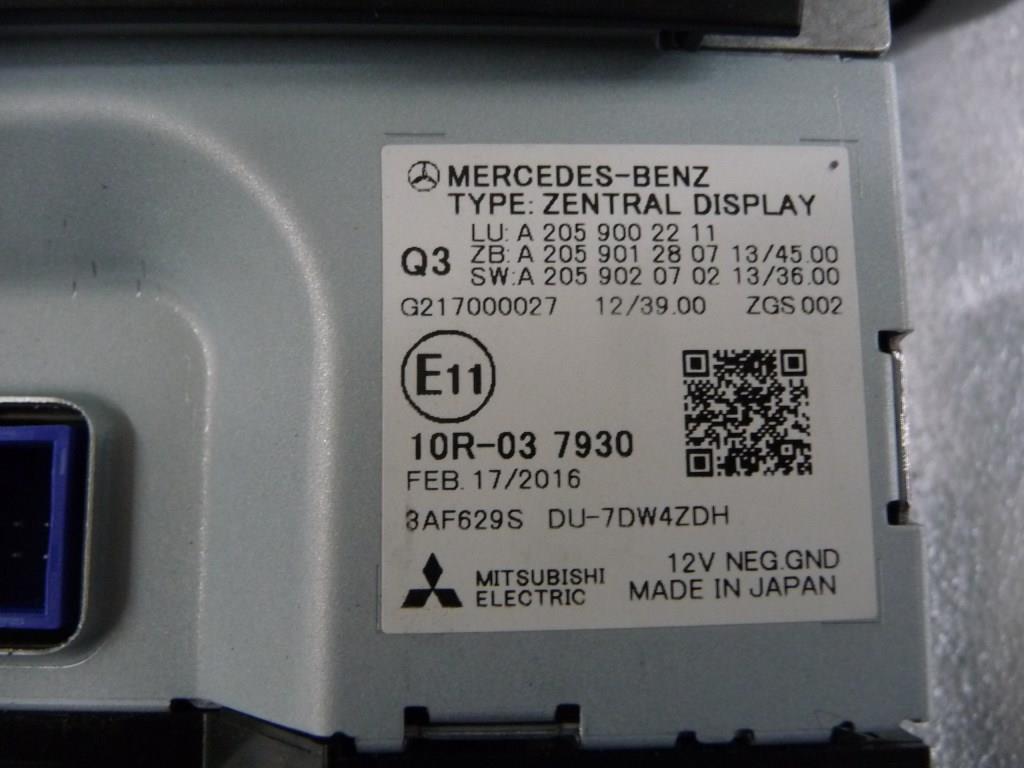 MERCEDES-BENZ
TYPE: ZENTRAL DISPLAY
LU: A 205 900 22 11
Q3 ZB: A 205 901 28 07 13/45.00
SW: A 205 902 07 02 13/36.00
G217000027 12/39.00 ZGS 002
E11
10R-03 7930
FEB. 17/2016
3AF629S DU-7DW4ZDH
12V NEG.GND
MITSUBISHI ELECTRIC
MADE IN JAPAN